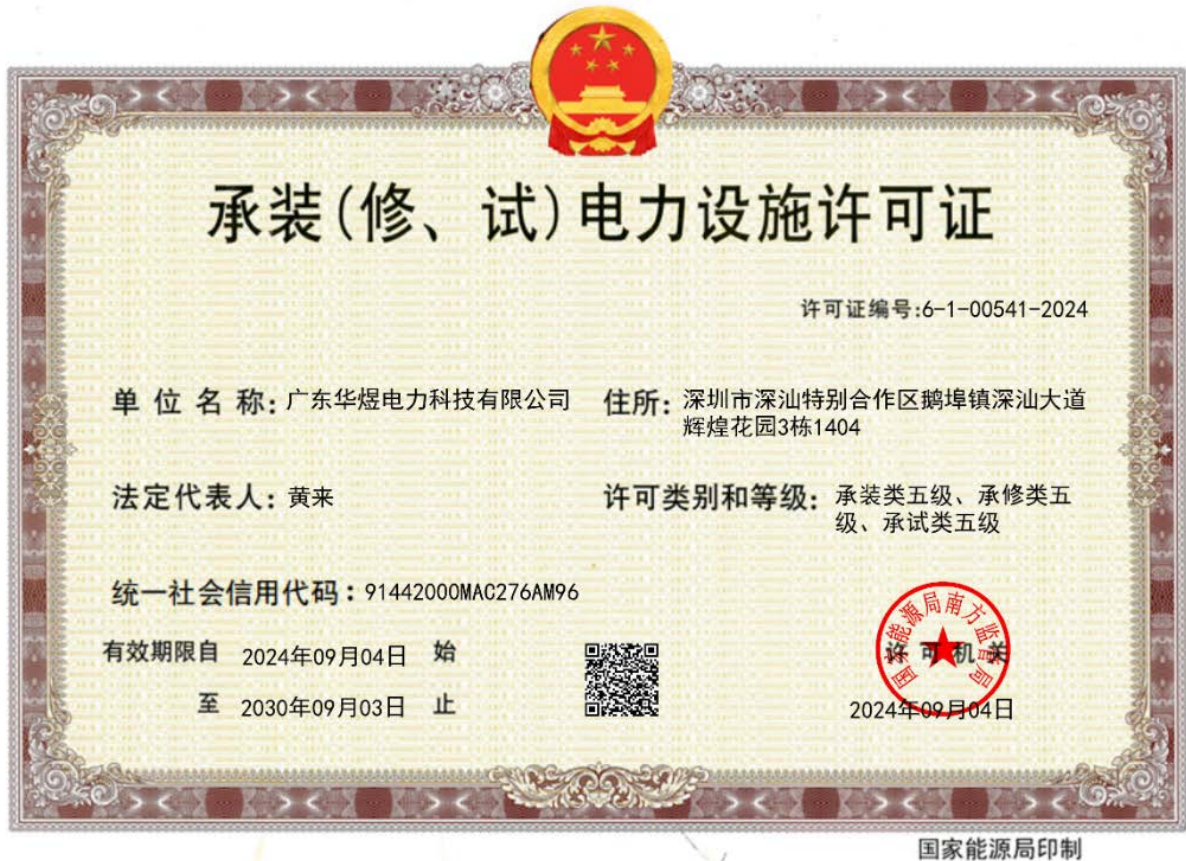 承装(修、试)电力设施许可证
许可证编号:6-1-00541-2024
单位名称:广东华煜电力科技有限公司
住所:深圳市深汕特别合作区鹅埠镇深汕大道
辉煌花园3栋1404
法定代表人:黄来
许可类别和等级:承装类五级、承修类五
级、承试类五级
统一社会信用代码:91442000MAC276AM96
有效期限自 2024年09月04日 始
至 2030年09月03日 止
国家能源局南方监管局
许可机关
2024年09月04日
国家能源局印制